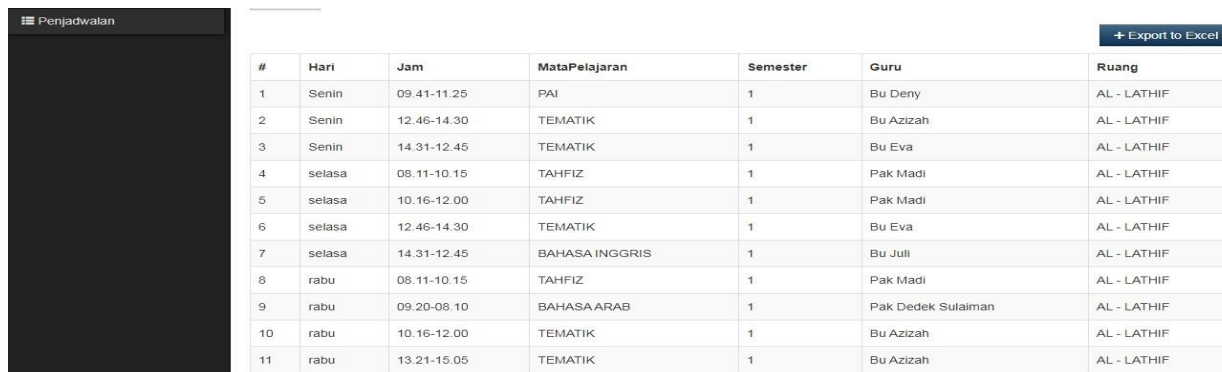 Penjadwalan
+ Export to Excel
# Hari Jam MataPelajaran Semester Guru Ruang
1 Senin 09.41-11.25 PAI 1 Bu Deny AL - LATHIF
2 Senin 12.46-14.30 TEMATIK 1 Bu Azizah AL - LATHIF
3 Senin 14.31-12.45 TEMATIK 1 Bu Eva AL - LATHIF
4 selasa 08.11-10.15 TAHFIZ 1 Pak Madi AL - LATHIF
5 selasa 10.16-12.00 TAHFIZ 1 Pak Madi AL - LATHIF
6 selasa 12.46-14.30 TEMATIK 1 Bu Eva AL - LATHIF
7 selasa 14.31-12.45 BAHASA INGGRIS 1 Bu Juli AL - LATHIF
8 rabu 08.11-10.15 TAHFIZ 1 Pak Madi AL - LATHIF
9 rabu 09.20-08.10 BAHASA ARAB 1 Pak Dedek Sulaiman AL - LATHIF
10 rabu 10.16-12.00 TEMATIK 1 Bu Azizah AL - LATHIF
11 rabu 13.21-15.05 TEMATIK 1 Bu Azizah AL - LATHIF